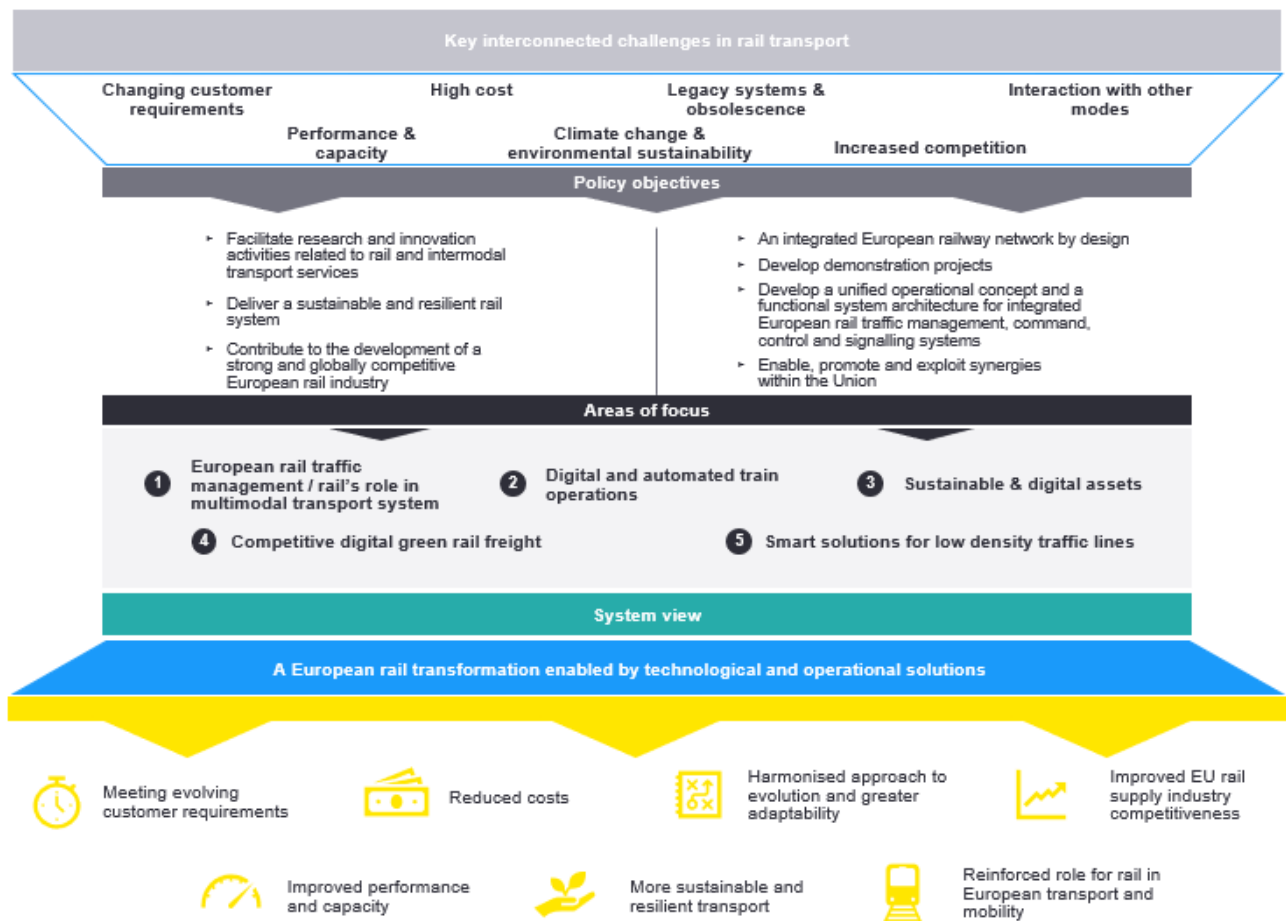 Key interconnected challenges in rail transport
Changing customer
requirements
High cost
Legacy systems &
obsolescence
Interaction with other
modes
Performance &
capacity
Climate change &
environmental sustainability
Increased competition
Policy objectives
► Facilitate research and innovation
activities related to rail and intermodal
transport services
► Deliver a sustainable and resilient rail
system
► Contribute to the development of a
strong and globally competitive
European rail industry
► An integrated European railway network by design
► Develop demonstration projects
► Develop a unified operational concept and a
functional system architecture for integrated
European rail traffic management, command,
control and signalling systems
► Enable, promote and exploit synergies
within the Union
Areas of focus
1 European rail traffic
management / rail's role in
multimodal transport system
2 Digital and automated train
operations
3 Sustainable & digital assets
4 Competitive digital green rail freight
5 Smart solutions for low density traffic lines
System view
A European rail transformation enabled by technological and operational solutions
Meeting evolving
customer requirements
Reduced costs
Harmonised approach to
evolution and greater
adaptability
Improved EU rail
supply industry
competitiveness
Improved performance
and capacity
More sustainable and
resilient transport
Reinforced role for rail in
European transport and
mobility